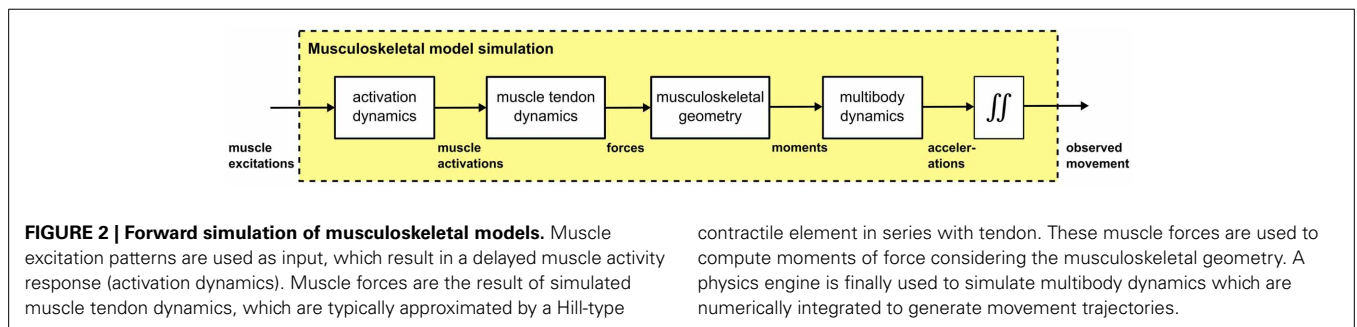 Musculoskeletal model simulation
activation
dynamics
muscle tendon
dynamics
musculoskeletal
geometry
multibody
dynamics
∬
muscle
excitations
muscle
activations
forces
moments
acceler-
ations
observed
movement
FIGURE 2 | Forward simulation of musculoskeletal models. Muscle
excitation patterns are used as input, which result in a delayed muscle activity
response (activation dynamics). Muscle forces are the result of simulated
muscle tendon dynamics, which are typically approximated by a Hill-type
contractile element in series with tendon. These muscle forces are used to
compute moments of force considering the musculoskeletal geometry. A
physics engine is finally used to simulate multibody dynamics which are
numerically integrated to generate movement trajectories.